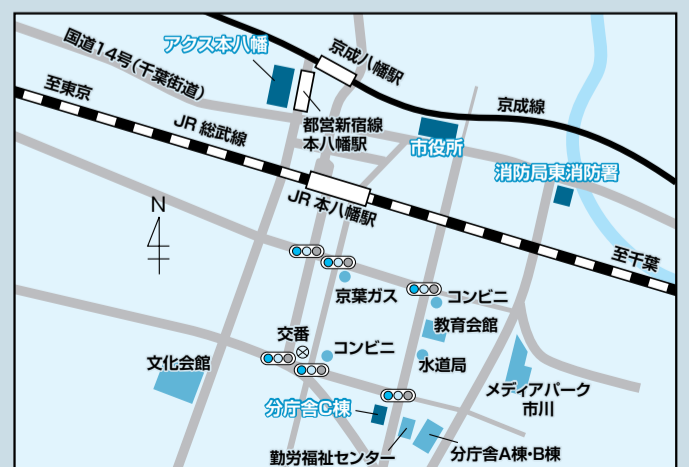 アクス本八幡
国道14号(千葉街道)
京成八幡駅
至東京
京成線
JR 総武線
都営新宿線
本八幡駅
市役所
消防局東消防署
JR 本八幡駅
N
至千葉
京葉ガス
コンビニ
教育会館
交番
コンビニ
水道局
文化会館
メディアパーク
市川
分庁舎C棟
勤労福祉センター
分庁舎A棟・B棟